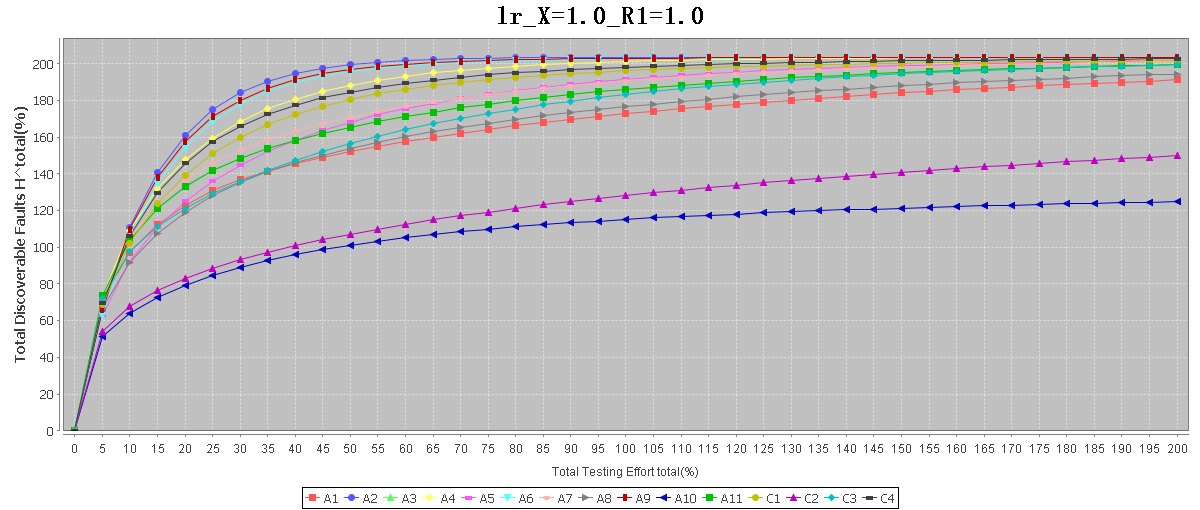 lr_X=1.0_R1=1.0
Total Discoverable Faults H^total(%)
200
180
160
140
120
100
80
60
40
20
0
0 5 10 15 20 25 30 35 40 45 50 55 60 65 70 75 80 85 90 95 100 105 110 115 120 125 130 135 140 145 150 155 160 165 170 175 180 185 190 195 200
Total Testing Effort total(%)
A1 A2 A3 A4 A5 A6 A7 A8 A9 A10 A11 C1 C2 C3 C4